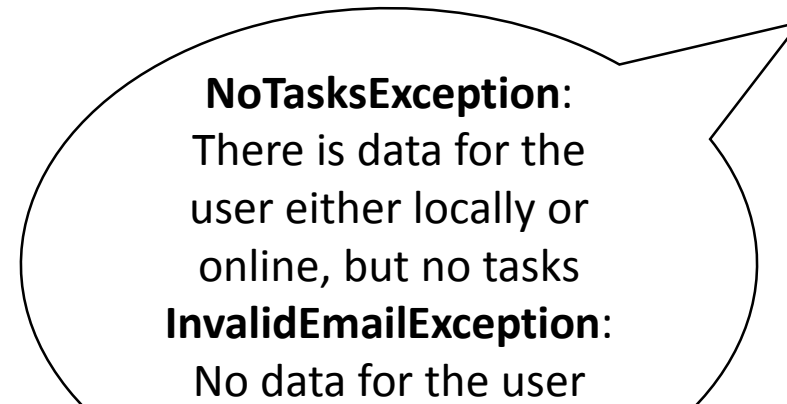 NoTasksException:
There is data for the
user either locally or
online, but no tasks
InvalidEmailException:
No data for the user